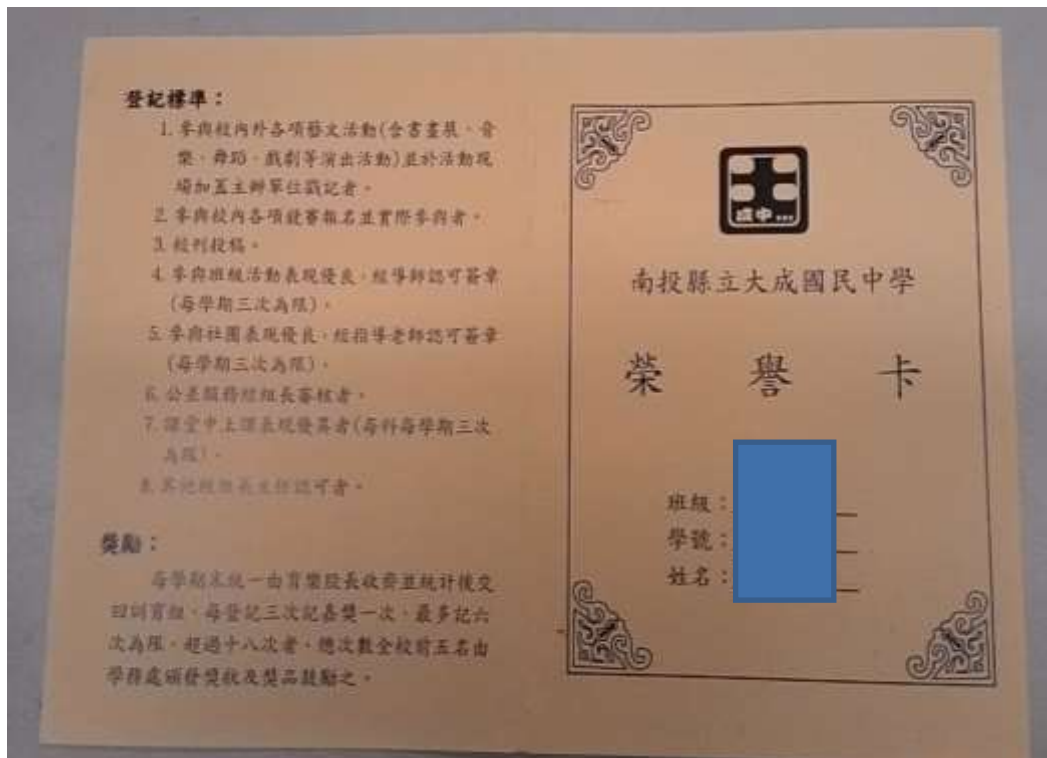 登記標準：
1. 參與校內外各項藝文活動(含書畫展、音
樂、舞蹈、戲劇等演出活動)並於活動現
場加蓋主辦單位戳記者。
2. 參與校內各項競賽報名並實際參與者。
3. 校刊投稿。
4. 參與班級活動表現優良，經導師認可簽章
(每學期三次為限)。
5. 參與社團表現優良，經指導老師認可簽章
(每學期三次為限)。
6. 公差服務經組長審核者。
7. 課堂中上課表現優異者(每科每學期三次
為限)。
8. 其他經組長主任認可者。
獎勵：
每學期末統一由育樂股長收齊並統計後交
回訓育組，每登記三次記嘉獎一次，最多記六
次為限，超過十八次者，總次數全校前五名由
學務處頒發獎狀及獎品鼓勵之。
成中
南投縣立大成國民中學
榮譽卡
班級：
學號：
姓名：